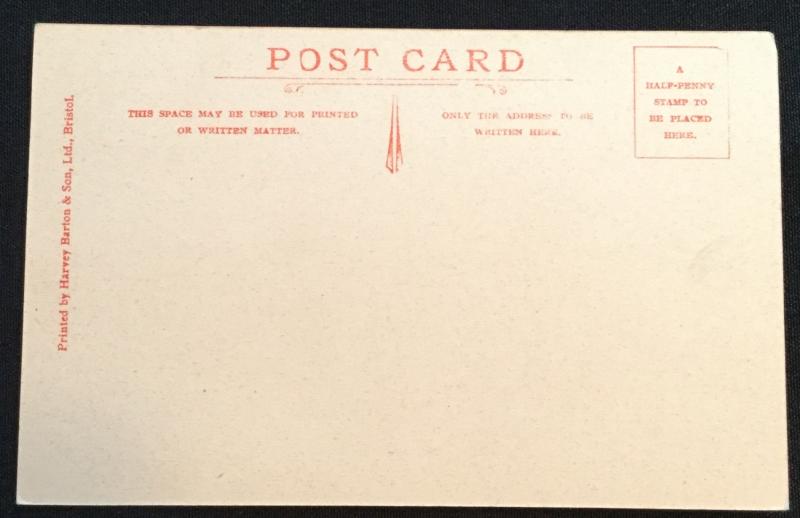 POST CARD
THIS SPACE MAY BE USED FOR PRINTED
OR WRITTEN MATTER.
ONLY THE ADDRESS TO BE
WRITTEN HERE.
A
HALF-PENNY
STAMP TO
BE PLACED
HERE.
Printed by Harvey Barton & Son, Ltd., Bristol.